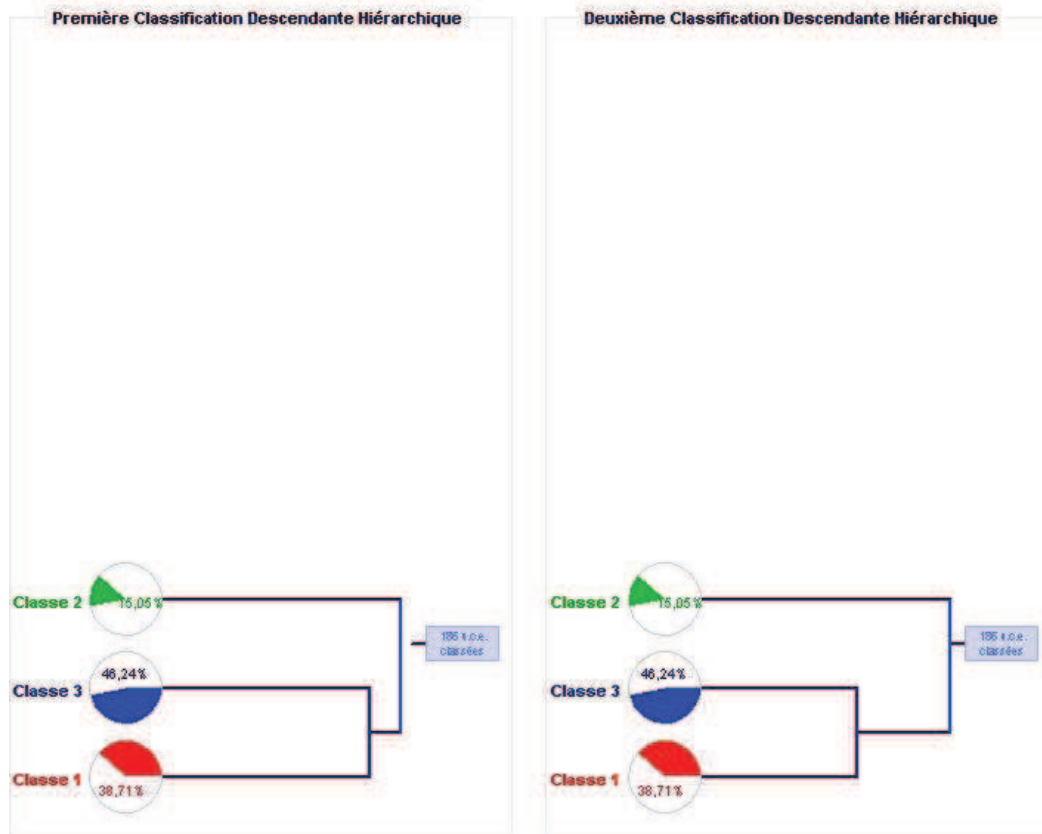 Première Classification Descendante Hiérarchique
Classe 2
15,05%
186 u.c.e.
classées
46,24%
Classe 3
Classe 1
38,71%
Deuxième Classification Descendante Hiérarchique
Classe 2
15,05%
186 u.c.e.
classées
46,24%
Classe 3
Classe 1
38,71%